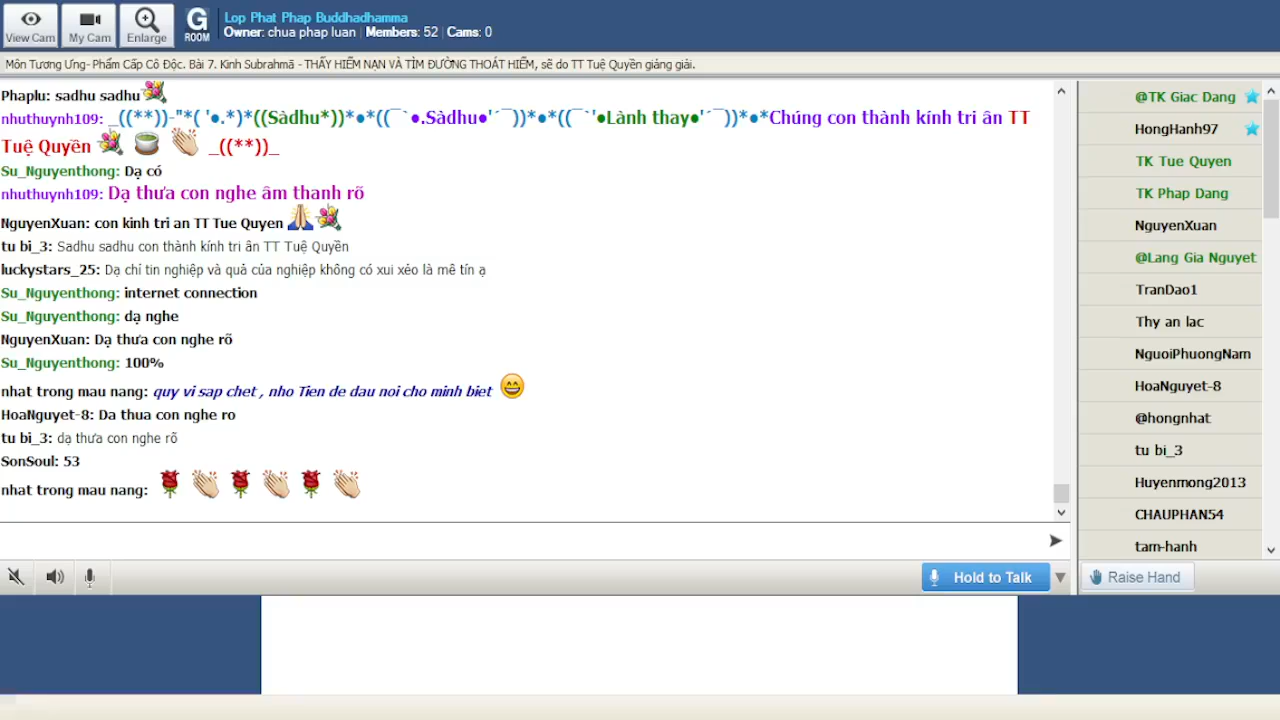 Lop Phat Phap Buddhadhamma
Owner: chua phap luan | Members: 52 | Cams: 0
View Cam
My Cam
Enlarge
G ROOM
Môn Tương Ưng- Phẩm Cấp Cô Độc. Bài 7. Kinh Subrahmā - THẤY HIỂM NẠN VÀ TÌM ĐƯỜNG THOÁT HIỂM, sẽ do TT Tuệ Quyền giảng giải.
Phaplu: sadhu sadhu
nhuthuynh109: _((**))-"*( '●.*)*((Sàdhu*))*●*((¯`●.Sàdhu●'´¯))*●*((¯`'●Lành thay●'´¯))*●*Chúng con thành kính tri ân TT
Tuệ Quyền _((**))_
Su_Nguyenthong: Dạ có
nhuthuynh109: Dạ thưa con nghe âm thanh rõ
NguyenXuan: con kinh tri an TT Tue Quyen
tu bi_3: Sadhu sadhu con thành kính tri ân TT Tuệ Quyền
luckystars_25: Dạ chỉ tin nghiệp và quả của nghiệp không có xui xẻo là mê tín ạ
Su_Nguyenthong: internet connection
Su_Nguyenthong: dạ nghe
NguyenXuan: Dạ thưa con nghe rõ
Su_Nguyenthong: 100%
nhat trong mau nang: quy vi sap chet , nho Tien de dau noi cho minh biet
HoaNguyet-8: Da thua con nghe ro
tu bi_3: dạ thưa con nghe rõ
SonSoul: 53
nhat trong mau nang:
Hold to Talk
@TK Giac Dang
HongHanh97
TK Tue Quyen
TK Phap Dang
NguyenXuan
@Lang Gia Nguyet
TranDao1
Thy an lac
NguoiPhuongNam
HoaNguyet-8
@hongnhat
tu bi_3
Huyenmong2013
CHAUPHAN54
tam-hanh
Raise Hand